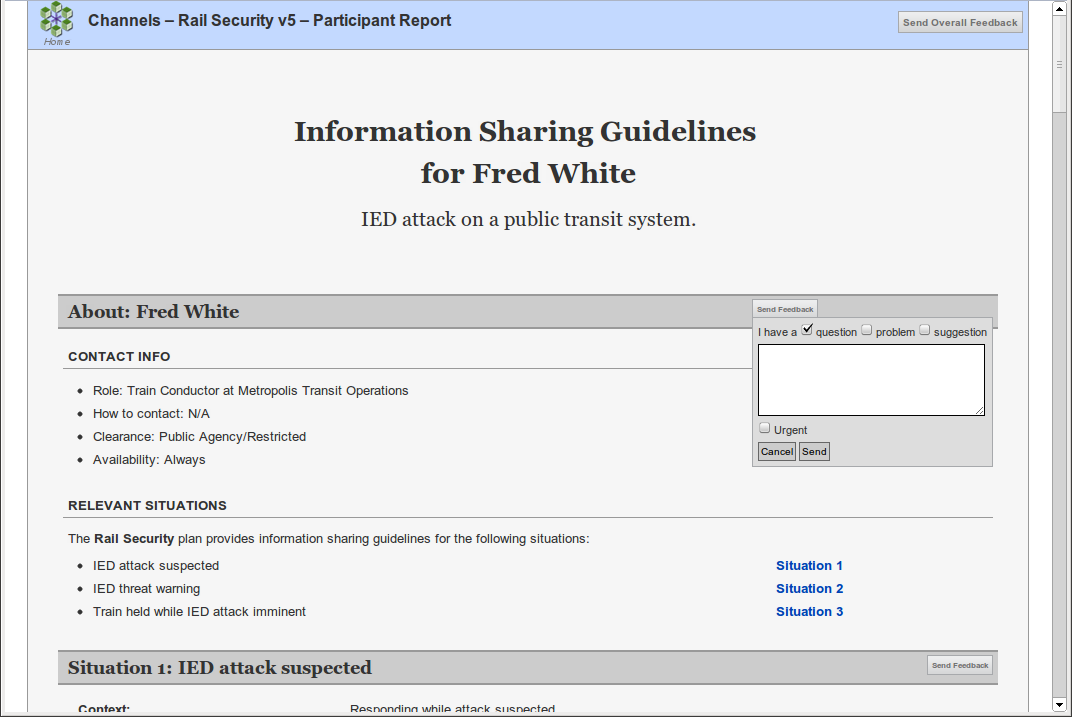 Channels – Rail Security v5 – Participant Report
Send Overall Feedback
Home
Information Sharing Guidelines
for Fred White
IED attack on a public transit system.
About: Fred White
Send Feedback
I have a question problem suggestion
Urgent
Cancel Send
CONTACT INFO
Role: Train Conductor at Metropolis Transit Operations
How to contact: N/A
Clearance: Public Agency/Restricted
Availability: Always
RELEVANT SITUATIONS
The Rail Security plan provides information sharing guidelines for the following situations:
IED attack suspected Situation 1
IED threat warning Situation 2
Train held while IED attack imminent Situation 3
Situation 1: IED attack suspected
Send Feedback
Context: Responding while attack suspected